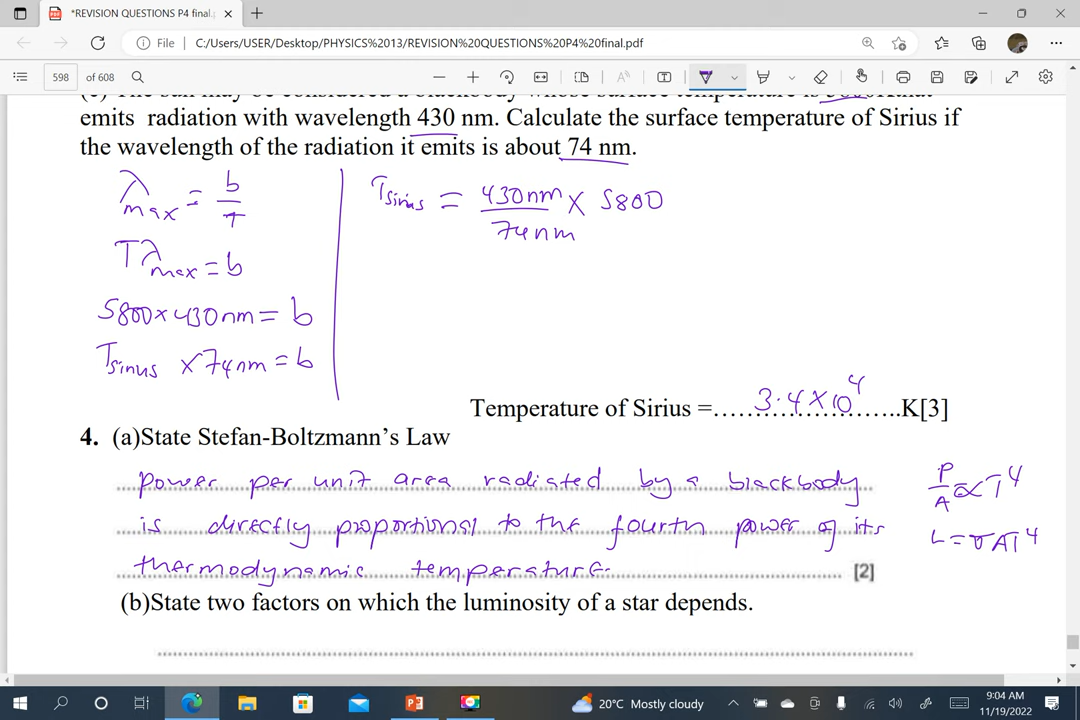 *REVISION QUESTIONS P4 final.
File
C:/Users/USER/Desktop/PHYSICS%2013/REVISION%20QUESTIONS%20P4%20final.pdf
598 of 608
emits radiation with wavelength 430 nm. Calculate the surface temperature of Sirius if
the wavelength of the radiation it emits is about 74 nm.
λmax = b/T
Tλmax = b
5800 × 430nm = b
Tsirius × 74nm = b
Tsirius = 430nm/74nm × 5800
Temperature of Sirius =……3.4 × 10^4……..K[3]
4. (a)State Stefan-Boltzmann’s Law
power per unit area radiated by a blackbody
is directly proportional to the fourth power of its
thermodynamic temperature. [2]
P/A ∝ T^4
L = σAT^4
(b)State two factors on which the luminosity of a star depends.
20°C Mostly cloudy
9:04 AM
11/19/2022